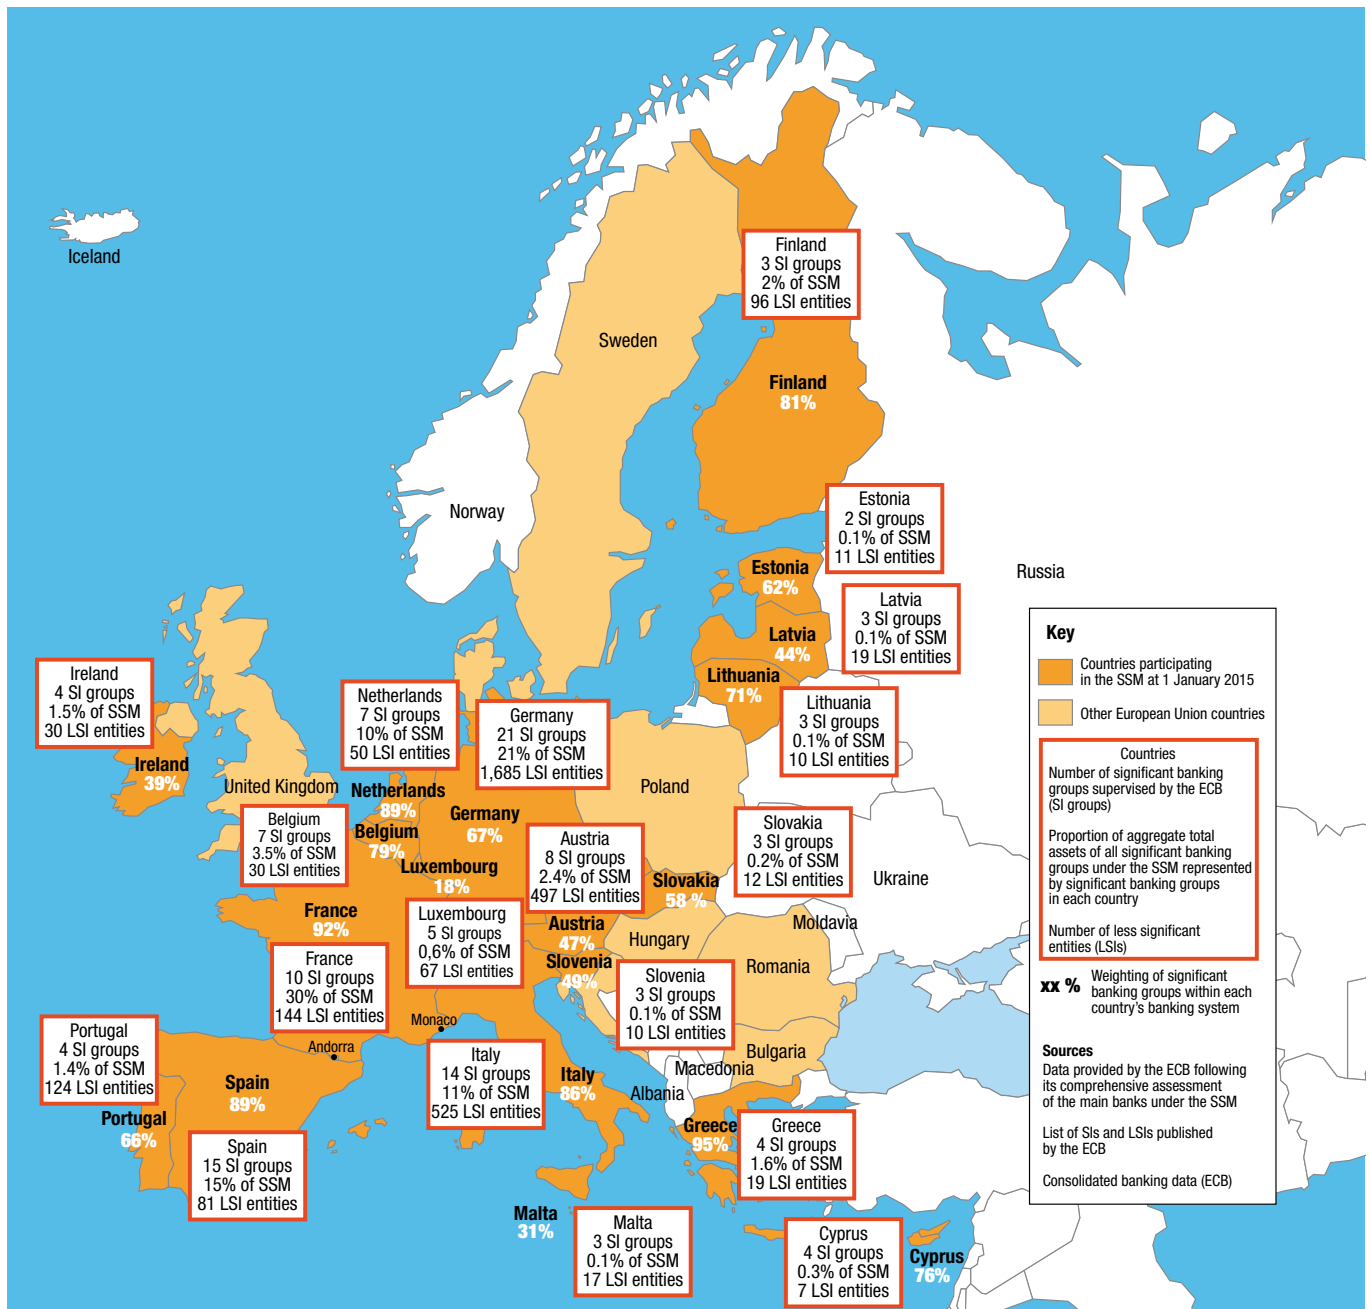 Iceland
Finland
3 SI groups
2% of SSM
96 LSI entities
Sweden
Finland
81%
Norway
Estonia
2 SI groups
0.1% of SSM
11 LSI entities
Estonia
62%
Russia
Latvia
3 SI groups
0.1% of SSM
19 LSI entities
Latvia
44%
Lithuania
71%
Lithuania
3 SI groups
0.1% of SSM
10 LSI entities
Ireland
4 SI groups
1.5% of SSM
30 LSI entities
Ireland
39%
United Kingdom
Netherlands
7 SI groups
10% of SSM
50 LSI entities
Netherlands
89%
Germany
21 SI groups
21% of SSM
1,685 LSI entities
Germany
67%
Poland
Belgium
7 SI groups
3.5% of SSM
30 LSI entities
Belgium
79%
Luxembourg
18%
Austria
8 SI groups
2.4% of SSM
497 LSI entities
Slovakia
3 SI groups
0.2% of SSM
12 LSI entities
Slovakia
58 %
Ukraine
France
92%
Luxembourg
5 SI groups
0,6% of SSM
67 LSI entities
Austria
47%
Hungary
Moldavia
Slovenia
49%
Romania
France
10 SI groups
30% of SSM
144 LSI entities
Slovenia
3 SI groups
0.1% of SSM
10 LSI entities
Monaco
Andorra
Portugal
4 SI groups
1.4% of SSM
124 LSI entities
Portugal
66%
Spain
89%
Spain
15 SI groups
15% of SSM
81 LSI entities
Italy
14 SI groups
11% of SSM
525 LSI entities
Italy
86%
Bulgaria
Macedonia
Albania
Greece
95%
Greece
4 SI groups
1.6% of SSM
19 LSI entities
Malta
31%
Malta
3 SI groups
0.1% of SSM
17 LSI entities
Cyprus
4 SI groups
0.3% of SSM
7 LSI entities
Cyprus
76%
Key
Countries participating
in the SSM at 1 January 2015
Other European Union countries
Countries
Number of significant banking
groups supervised by the ECB
(SI groups)
Proportion of aggregate total
assets of all significant banking
groups under the SSM represented
by significant banking groups
in each country
Number of less significant
entities (LSIs)
xx %
Weighting of significant
banking groups within each
country's banking system
Sources
Data provided by the ECB following
its comprehensive assessment
of the main banks under the SSM
List of SIs and LSIs published
by the ECB
Consolidated banking data (ECB)